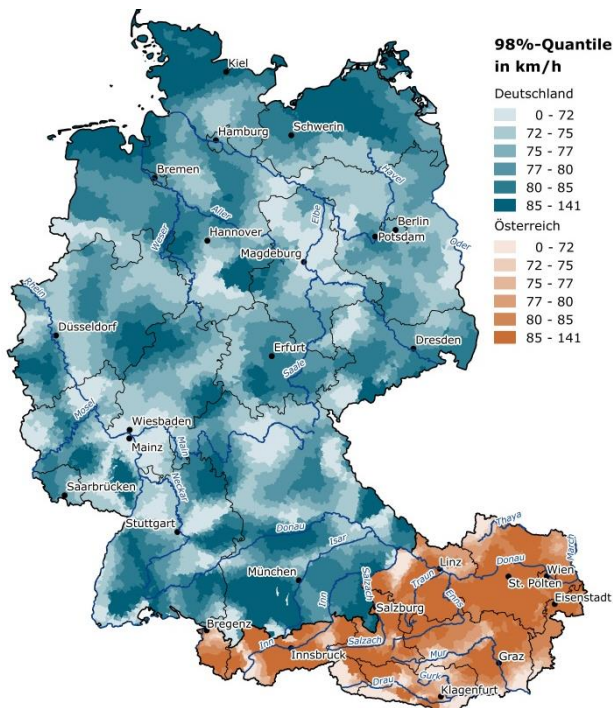 98%-Quantile
in km/h
Deutschland
0 - 72
72 - 75
75 - 77
77 - 80
80 - 85
85 - 141
Österreich
0 - 72
72 - 75
75 - 77
77 - 80
80 - 85
85 - 141
Kiel
Schwerin
Hamburg
Bremen
Havel
Elbe
Aller
Weser
Berlin
Potsdam
Hannover
Oder
Magdeburg
Rhein
Düsseldorf
Dresden
Erfurt
Saale
Mosel
Wiesbaden
Mainz
Main
Neckar
Saarbrücken
Stuttgart
Donau
Isar
Thaya
München
Inn
Salzach
Traun
Linz
Donau
March
Wien
St. Pölten
Enns
Eisenstadt
Salzburg
Bregenz
Inn
Innsbruck
Salzach
Mur
Graz
Drau
Gurk
Klagenfurt